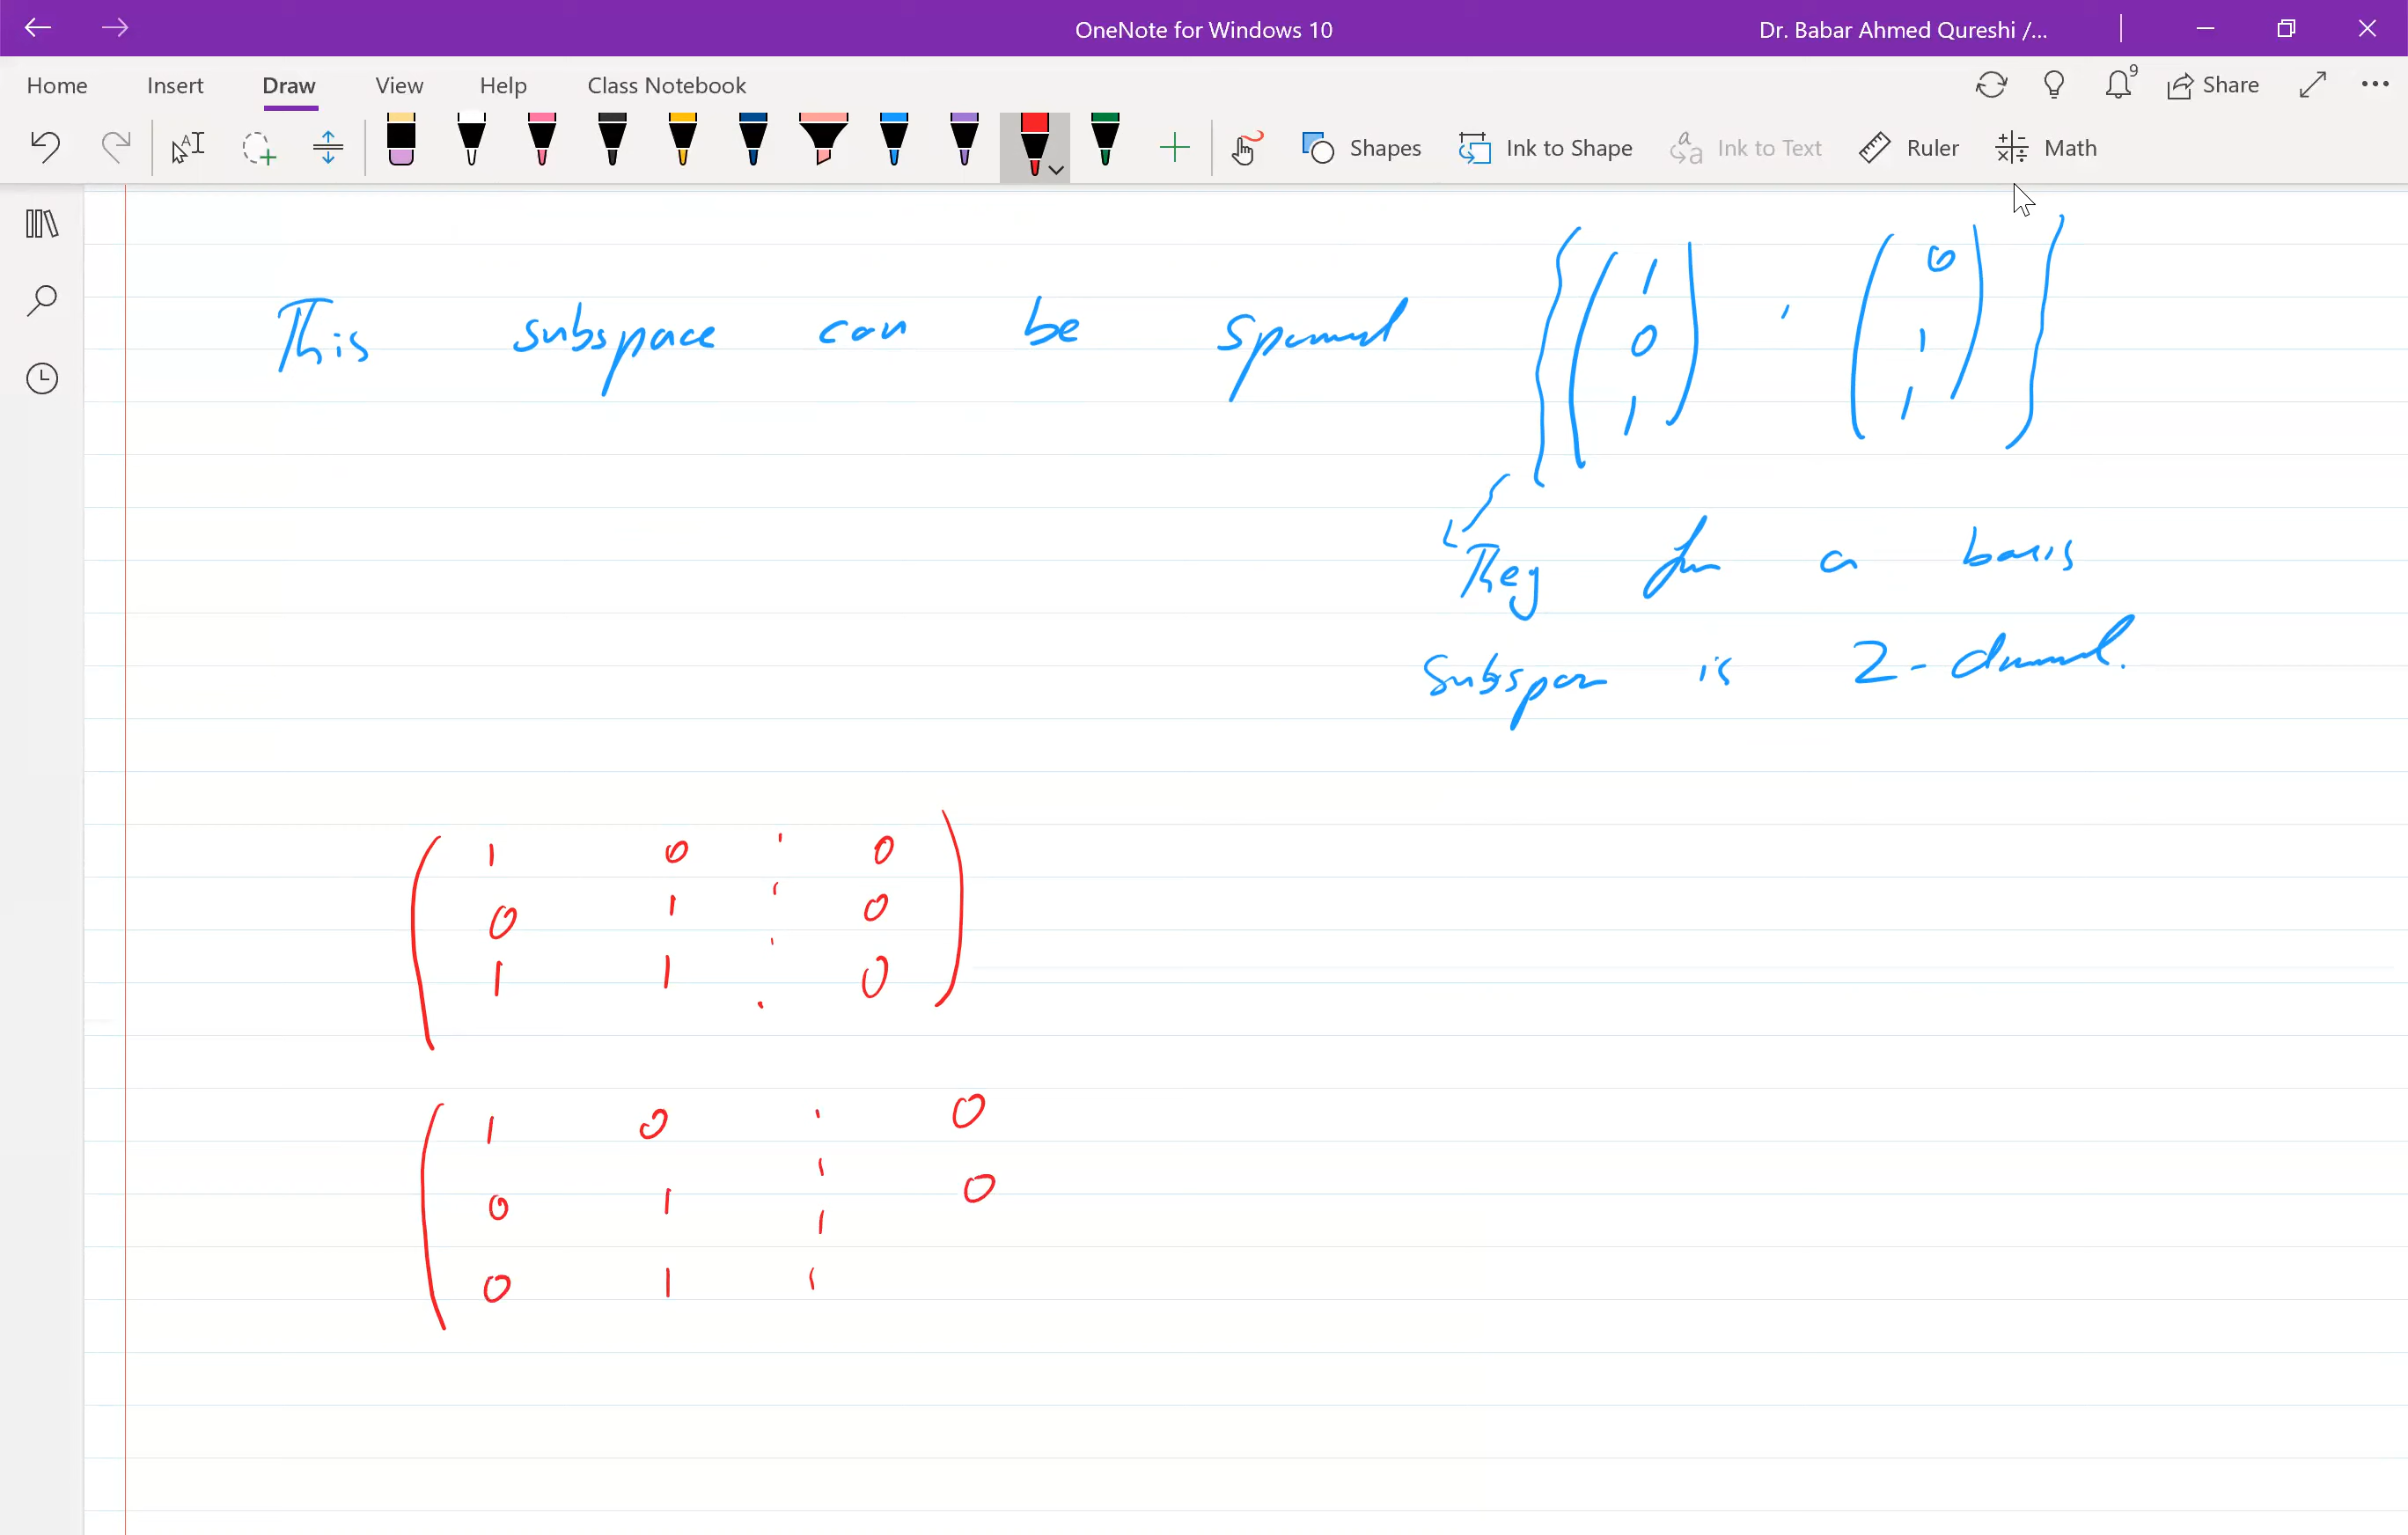 OneNote for Windows 10
Dr. Babar Ahmed Qureshi /...
Home Insert Draw View Help Class Notebook
9
Share
Shapes Ink to Shape Ink to Text Ruler Math
This subspace can be spanned { ( 1 0 1 ) , ( 0 1 1 ) }
They form a basis
Subspace is 2-dimensional.
( 1 0 : 0 )
0 1 : 0
1 1 : 0
( 1 0 : 0
0 1 : 0
0 1 :